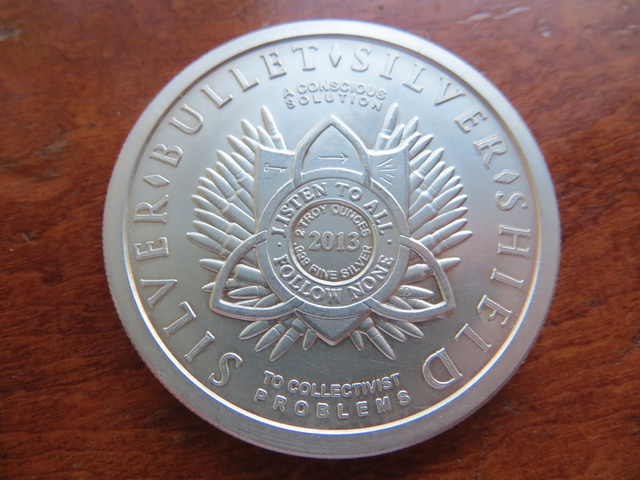 SILVER ◊ BULLET ◊ SILVER ◊ SHIELD
A CONSCIOUS
SOLUTION
· LISTEN TO ALL ·
2 TROY OUNCES
2013
.999 FINE SILVER
FOLLOW NONE
TO COLLECTIVIST
PROBLEMS